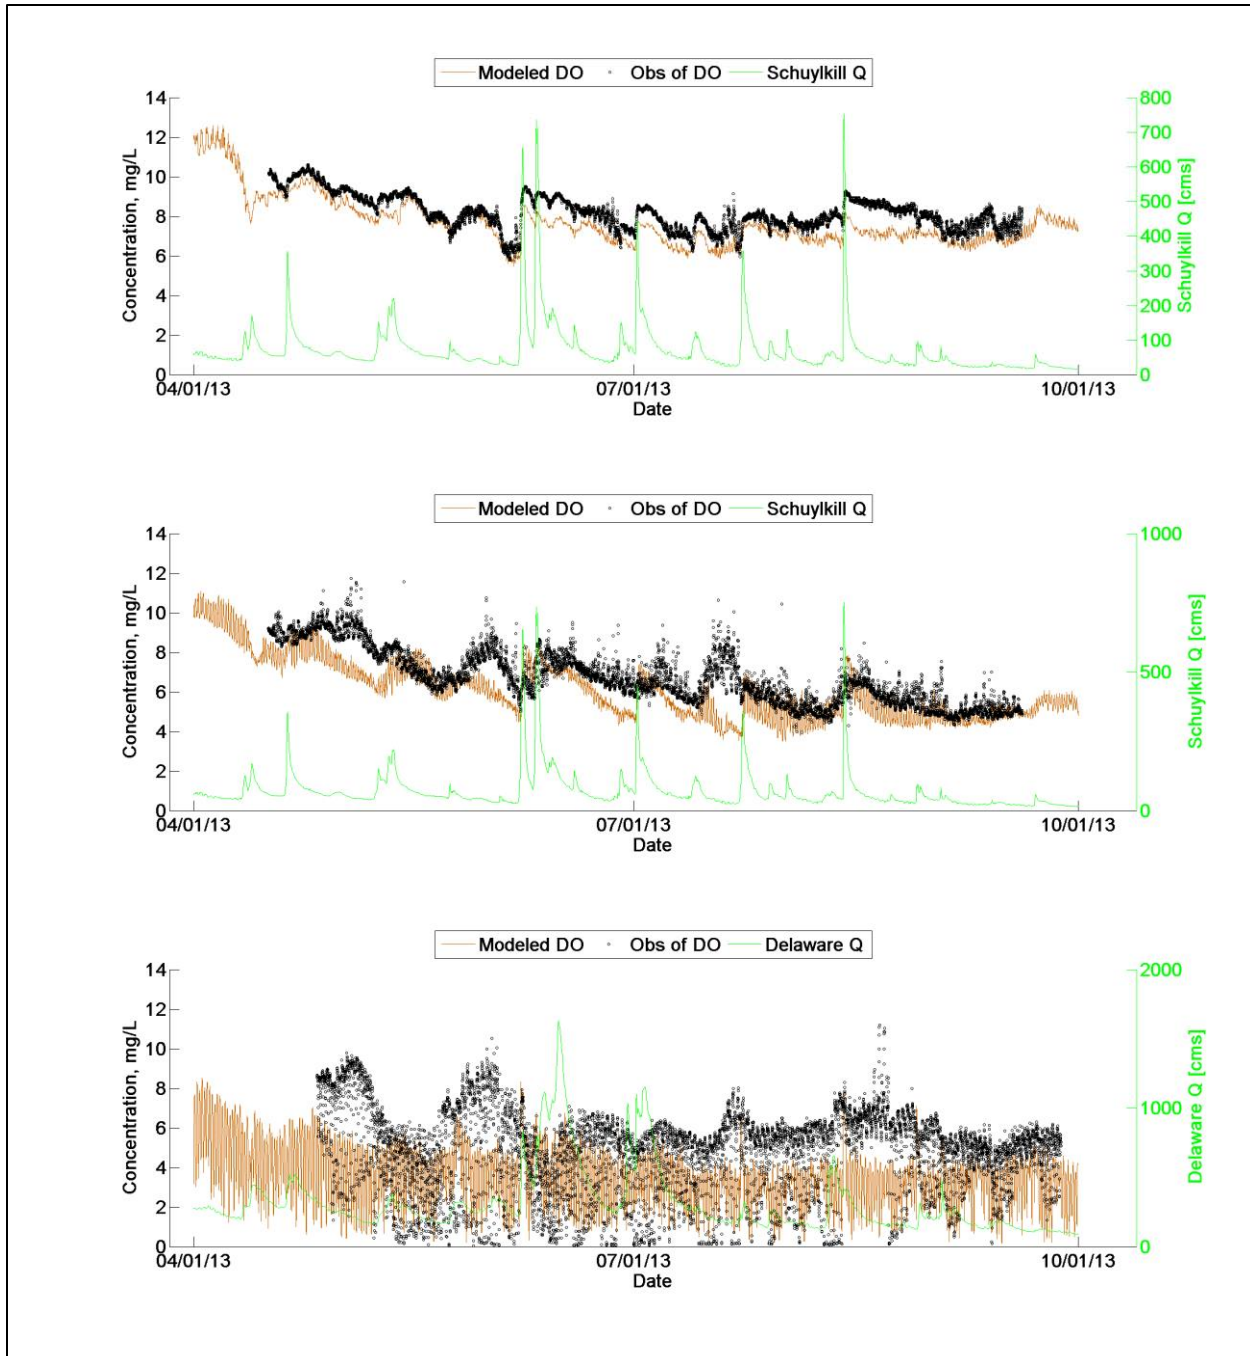 Modeled DO Obs of DO Schuylkill Q
14 800
12 700
600
10 500
8 400
6 300
4 200
2 100
0 0
04/01/13 07/01/13 10/01/13
Concentration, mg/L
Date
Schuylkill Q [cms]
Modeled DO Obs of DO Schuylkill Q
14 1000
12
10
8
6 500
4
2
0 0
04/01/13 07/01/13 10/01/13
Concentration, mg/L
Date
Schuylkill Q [cms]
Modeled DO Obs of DO Delaware Q
14 2000
12
10
8
6 1000
4
2
0 0
04/01/13 07/01/13 10/01/13
Concentration, mg/L
Date
Delaware Q [cms]